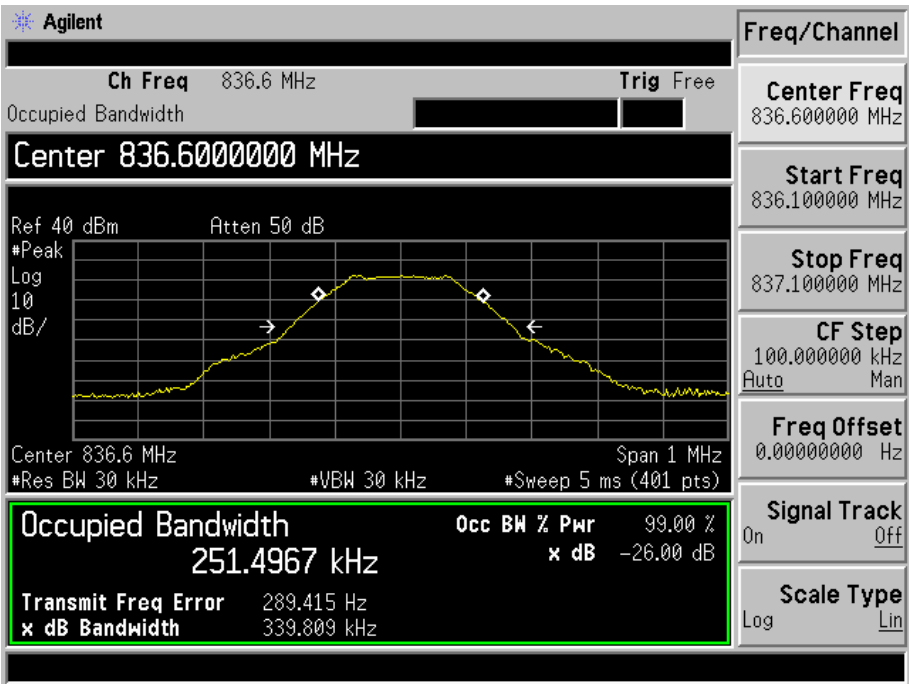 Agilent
Ch Freq 836.6 MHz Trig Free
Occupied Bandwidth
Center 836.6000000 MHz
Ref 40 dBm Atten 50 dB
#Peak
Log
10
dB/
Center 836.6 MHz Span 1 MHz
#Res BW 30 kHz #VBW 30 kHz #Sweep 5 ms (401 pts)
Occupied Bandwidth
251.4967 kHz
Occ BW % Pwr 99.00 %
x dB -26.00 dB
Transmit Freq Error 289.415 Hz
x dB Bandwidth 339.809 kHz
Freq/Channel
Center Freq
836.600000 MHz
Start Freq
836.100000 MHz
Stop Freq
837.100000 MHz
CF Step
100.000000 kHz
Auto Man
Freq Offset
0.00000000 Hz
Signal Track
On Off
Scale Type
Log Lin